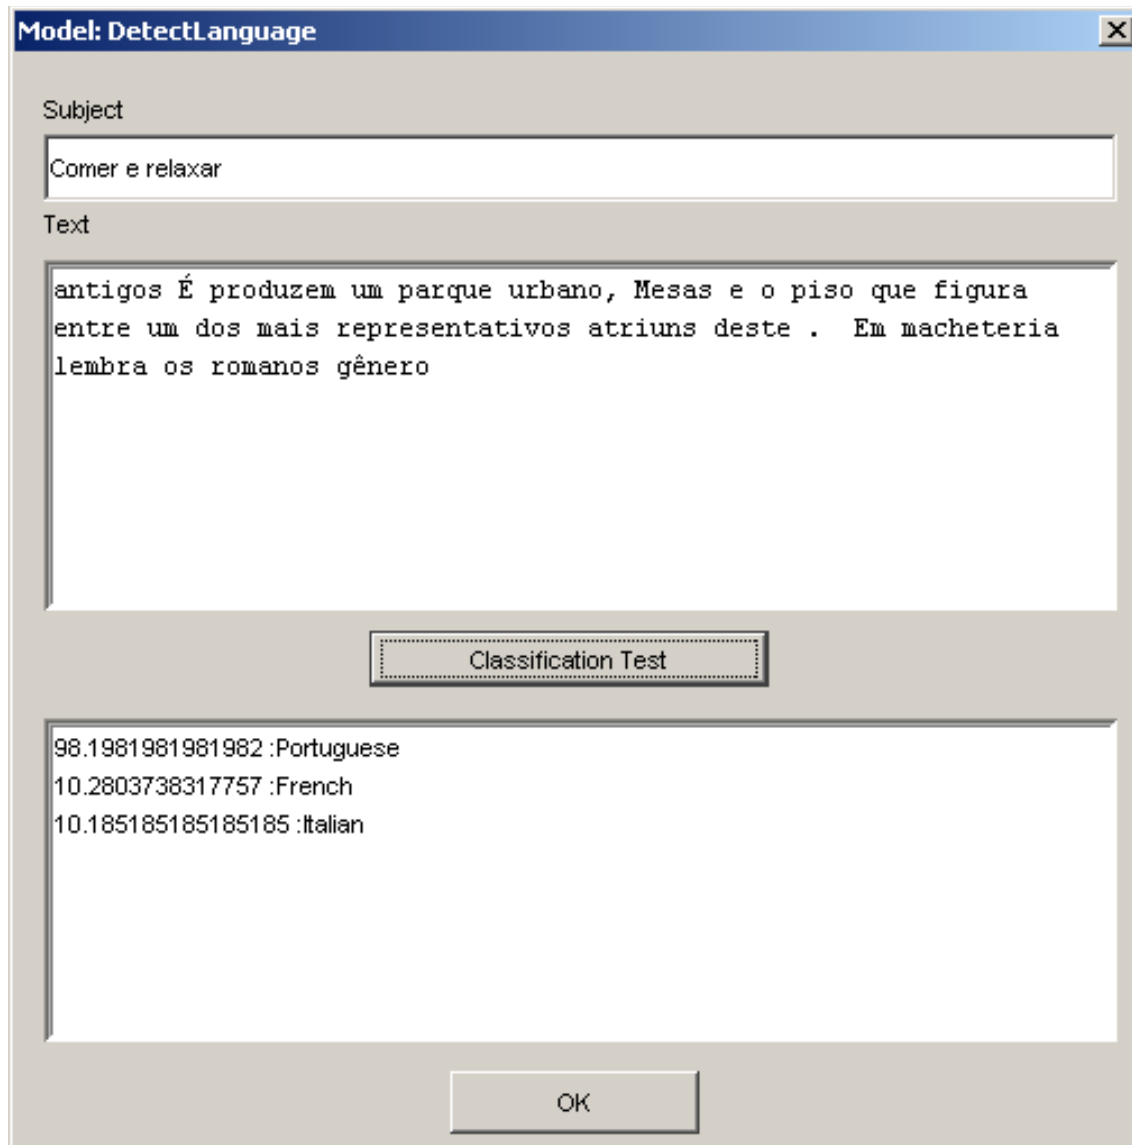 Model: DetectLanguage
Subject
Comer e relaxar
Text
antigos É produzem um parque urbano, Mesas e o piso que figura
entre um dos mais representativos atriuns deste .  Em macheteria
lembra os romanos gênero
Classification Test
98.1981981981982 :Portuguese
10.2803738317757 :French
10.185185185185185 :Italian
OK